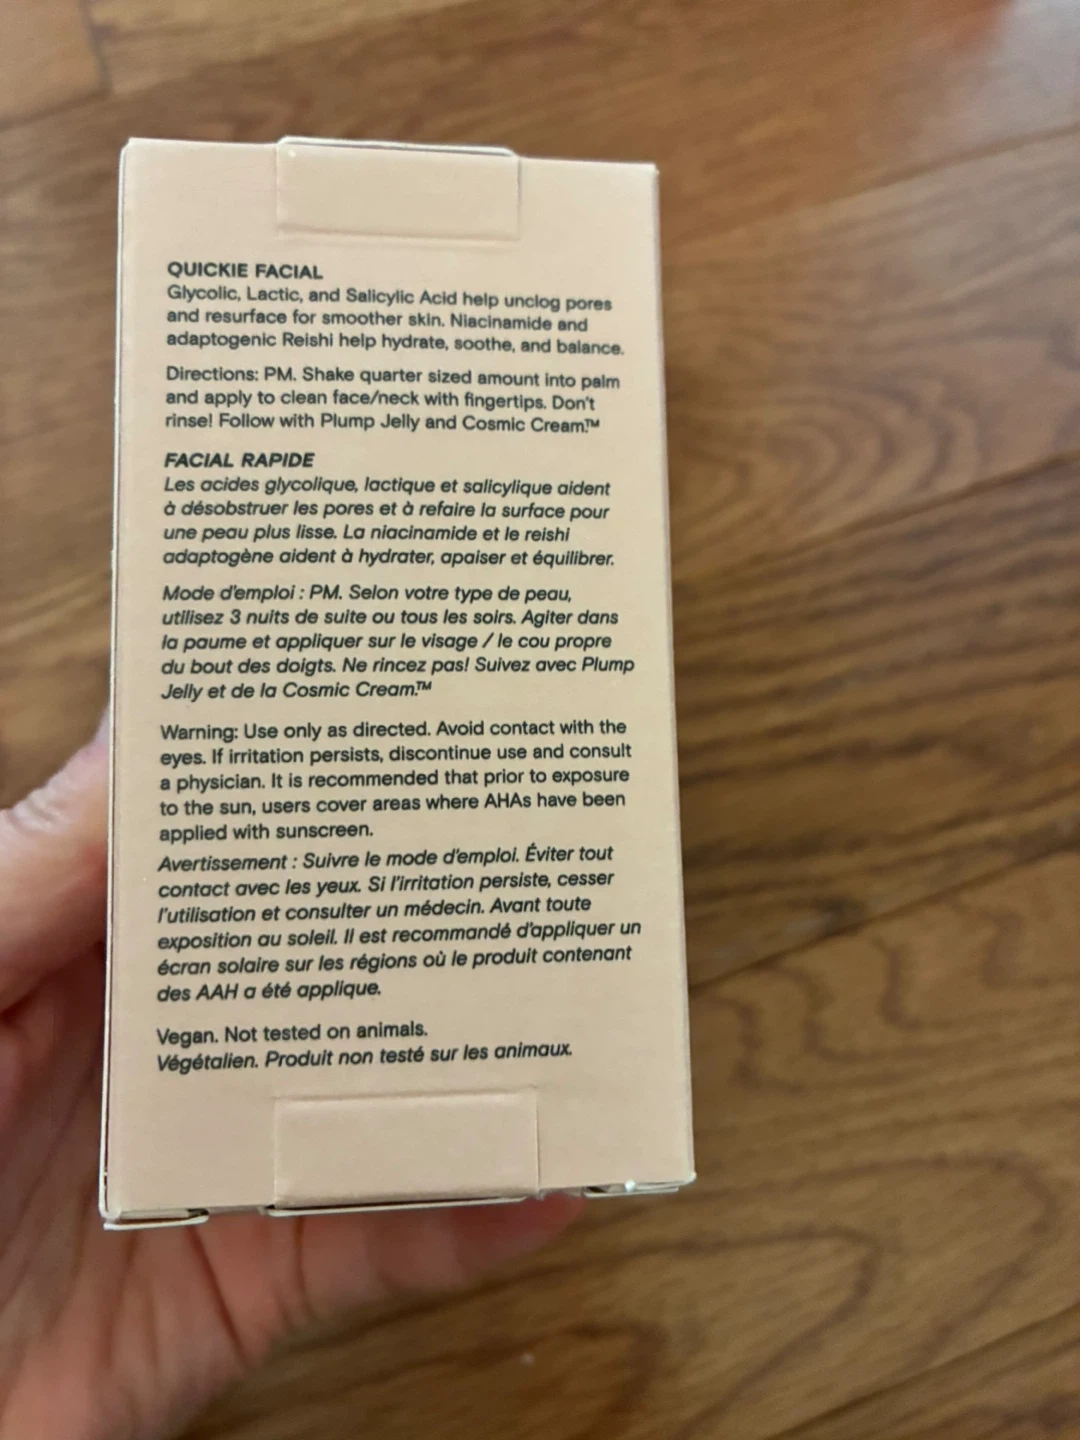 QUICKIE FACIAL
Glycolic, Lactic, and Salicylic Acid help unclog pores
and resurface for smoother skin. Niacinamide and
adaptogenic Reishi help hydrate, soothe, and balance.
Directions: PM. Shake quarter sized amount into palm
and apply to clean face/neck with fingertips. Don't
rinse! Follow with Plump Jelly and Cosmic Cream.™
FACIAL RAPIDE
Les acides glycolique, lactique et salicylique aident
à désobstruer les pores et à refaire la surface pour
une peau plus lisse. La niacinamide et le reishi
adaptogène aident à hydrater, apaiser et équilibrer.
Mode d'emploi : PM. Selon votre type de peau,
utilisez 3 nuits de suite ou tous les soirs. Agiter dans
la paume et appliquer sur le visage / le cou propre
du bout des doigts. Ne rincez pas! Suivez avec Plump
Jelly et de la Cosmic Cream.™
Warning: Use only as directed. Avoid contact with the
eyes. If irritation persists, discontinue use and consult
a physician. It is recommended that prior to exposure
to the sun, users cover areas where AHAs have been
applied with sunscreen.
Avertissement : Suivre le mode d'emploi. Éviter tout
contact avec les yeux. Si l'irritation persiste, cesser
l'utilisation et consulter un médecin. Avant toute
exposition au soleil. Il est recommandé d'appliquer un
écran solaire sur les régions où le produit contenant
des AAH a été applique.
Vegan. Not tested on animals.
Végétalien. Produit non testé sur les animaux.